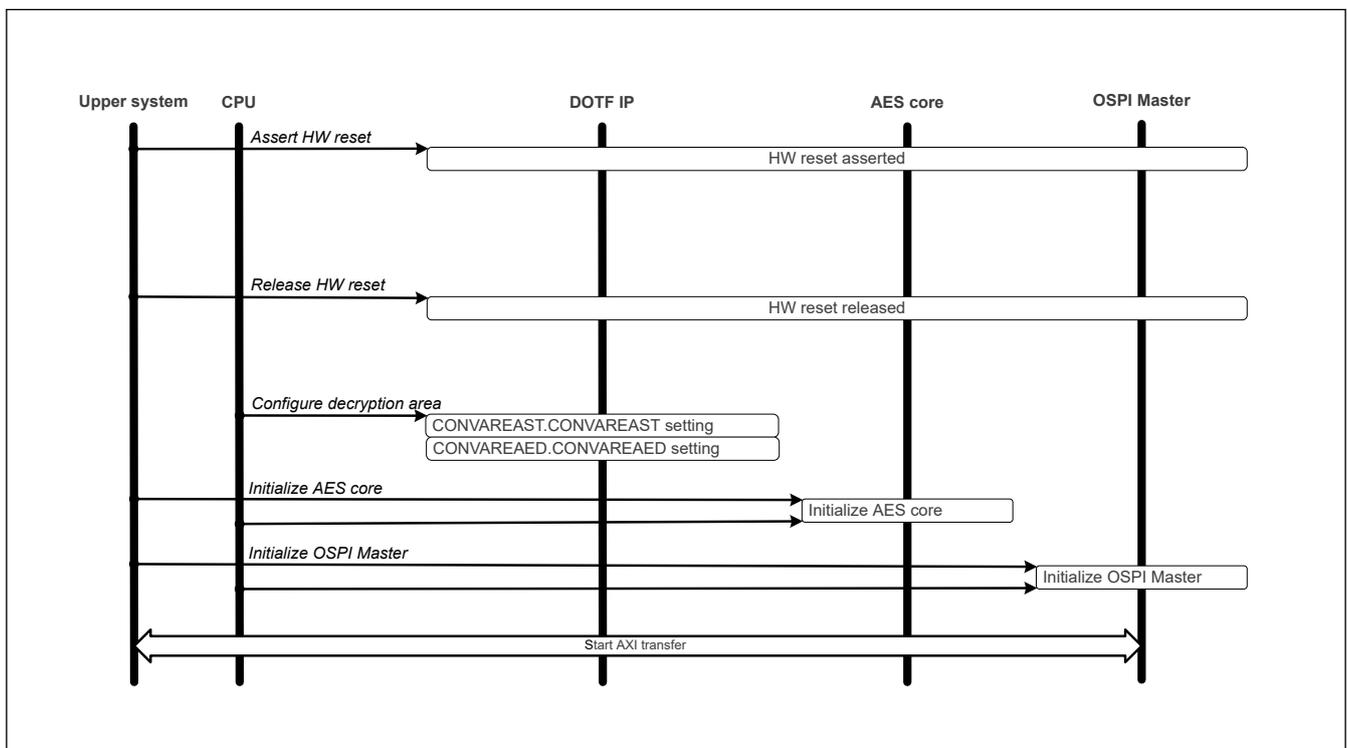 Upper system CPU DOTF IP AES core OSPI Master
Assert HW reset
HW reset asserted
Release HW reset
HW reset released
Configure decryption area
CONVAREAST.CONVAREAST setting
CONVAREAED.CONVAREAED setting
Initialize AES core
Initialize AES core
Initialize OSPI Master
Initialize OSPI Master
Start AXI transfer